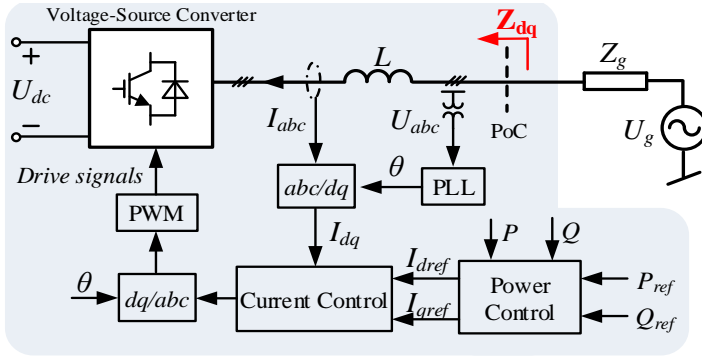 Voltage-Source Converter
Zdq
+
Udc
−
L
Zg
Iabc
Uabc
PoC
Ug
Drive signals
abc/dq
θ
PLL
PWM
Idq
P
Q
θ
dq/abc
Current Control
Idref
Iqref
Power
Control
Pref
Qref